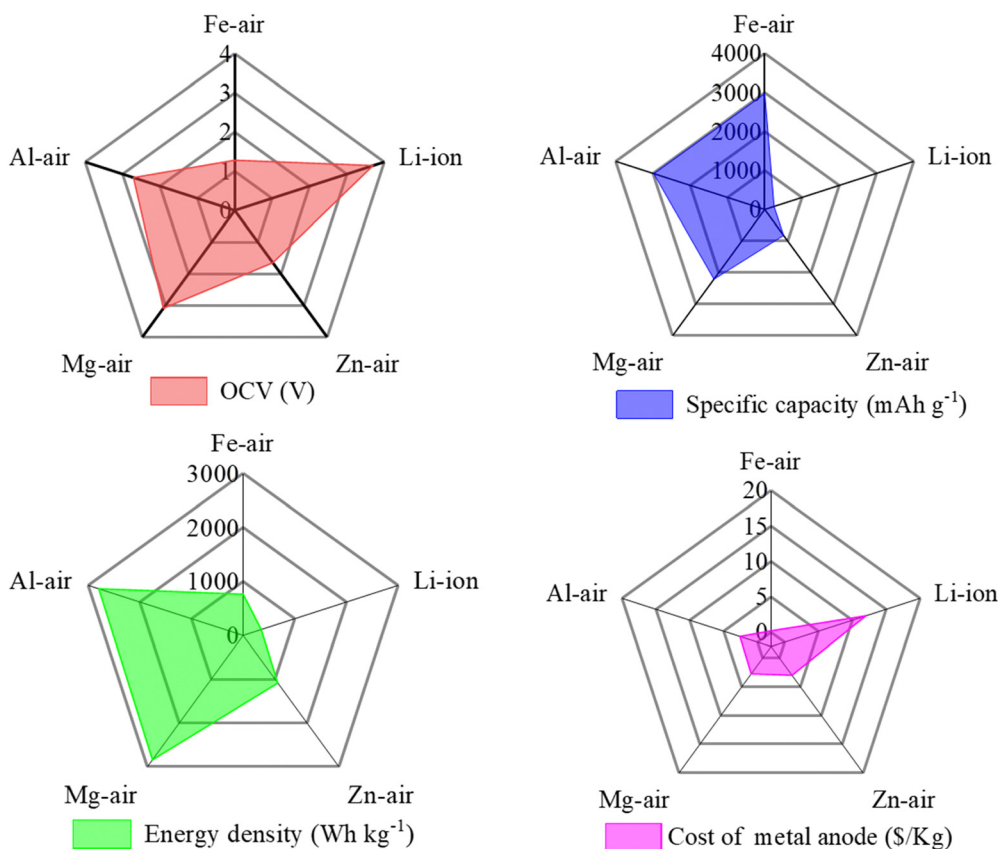 Fe-air
4
3
2
1
0
Al-air
Li-ion
Mg-air
Zn-air
OCV (V)
Fe-air
4000
3000
2000
1000
0
Al-air
Li-ion
Mg-air
Zn-air
Specific capacity (mAh g⁻¹)
Fe-air
3000
2000
1000
0
Al-air
Li-ion
Mg-air
Zn-air
Energy density (Wh kg⁻¹)
Fe-air
20
15
10
5
0
Al-air
Li-ion
Mg-air
Zn-air
Cost of metal anode ($/Kg)